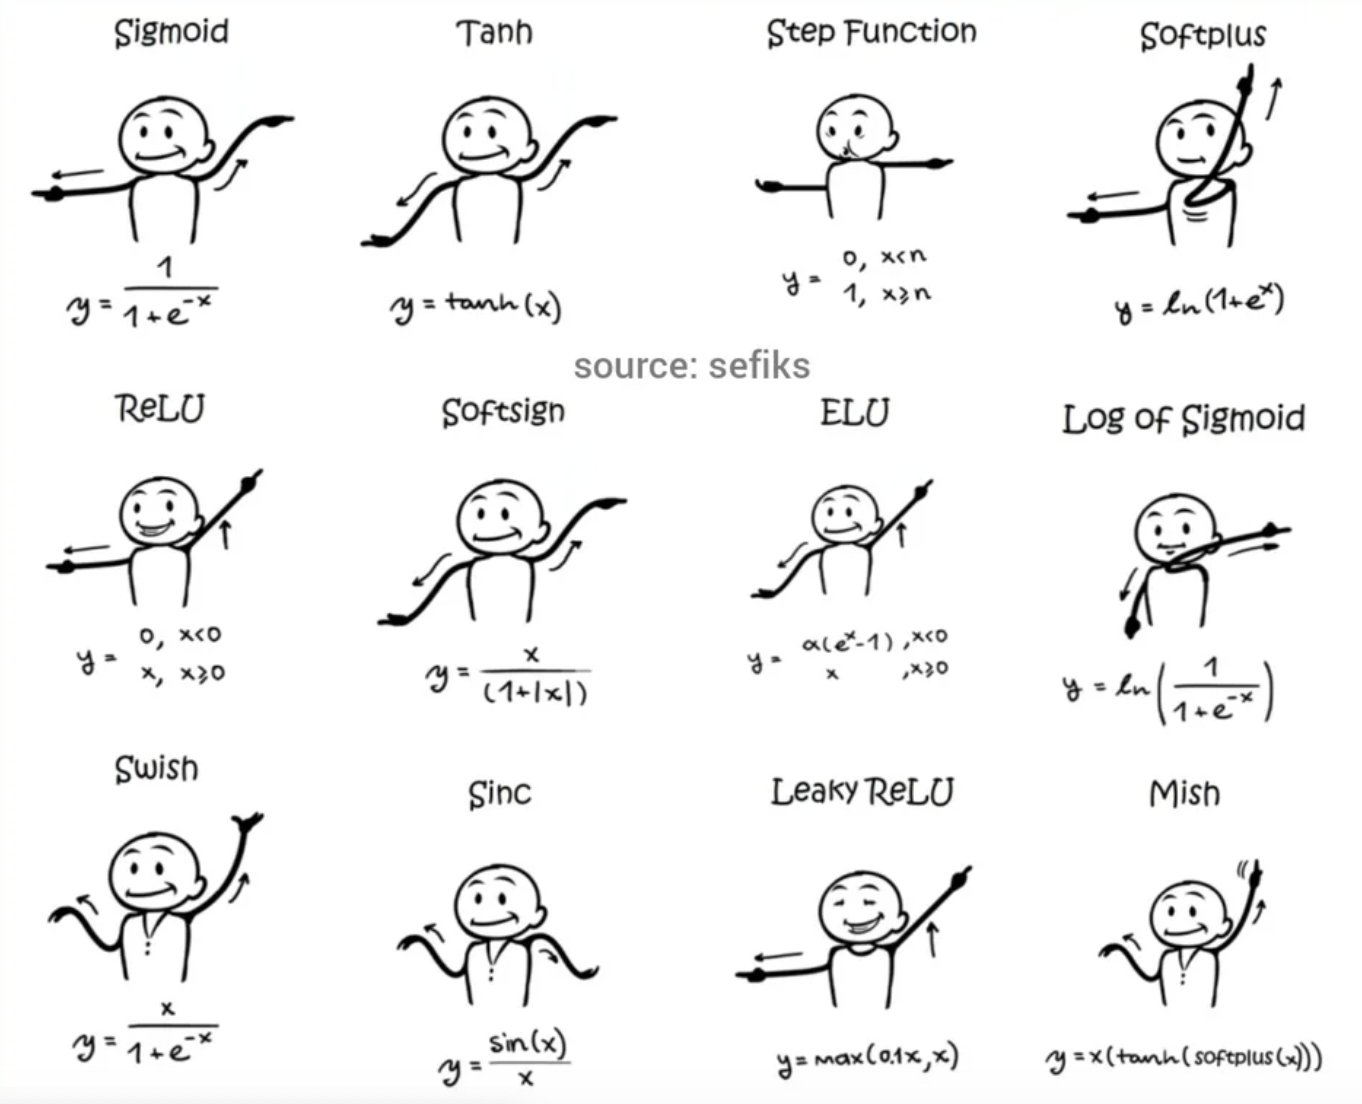 Sigmoid
Tanh
Step Function
Softplus
y = 1 / 1+e^-x
y = tanh(x)
y = 0, x<n
1, x⩾n
y = ln(1+e^x)
source: sefiks
ReLU
Softsign
ELU
Log of Sigmoid
y = 0, x<0
x, x⩾0
y = x / (1+|x|)
y = α(e^x-1), x<0
x, x⩾0
y = ln(1 / 1+e^-x)
Swish
Sinc
Leaky ReLU
Mish
y = x / 1+e^-x
y = sin(x) / x
y = max(0.1x, x)
y = x(tanh(softplus(x)))